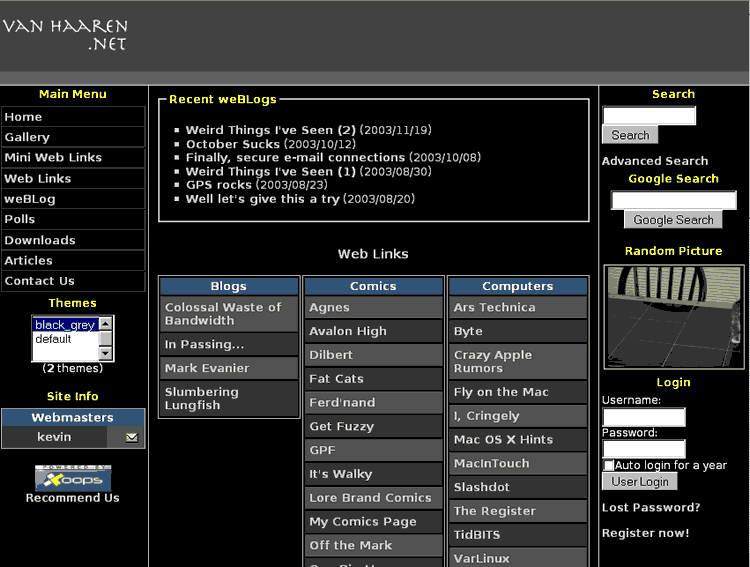 VAN HAAREN
.NET
Main Menu
Home
Gallery
Mini Web Links
Web Links
weBLog
Polls
Downloads
Articles
Contact Us
Themes
black_grey
default
(2 themes)
Site Info
Webmasters
kevin
POWERED BY
Xoops
Recommend Us
Recent weBLogs
Weird Things I've Seen (2) (2003/11/19)
October Sucks (2003/10/12)
Finally, secure e-mail connections (2003/10/08)
Weird Things I've Seen (1) (2003/08/30)
GPS rocks (2003/08/23)
Well let's give this a try (2003/08/20)
Web Links
Blogs
Colossal Waste of
Bandwidth
In Passing...
Mark Evanier
Slumbering
Lungfish
Comics
Agnes
Avalon High
Dilbert
Fat Cats
Ferd'nand
Get Fuzzy
GPF
It's Walky
Lore Brand Comics
My Comics Page
Off the Mark
Computers
Ars Technica
Byte
Crazy Apple
Rumors
Fly on the Mac
I, Cringely
Mac OS X Hints
MacInTouch
Slashdot
The Register
TidBITS
VarLinux
Search
Search
Advanced Search
Google Search
Google Search
Random Picture
Login
Username:
Password:
Auto login for a year
User Login
Lost Password?
Register now!